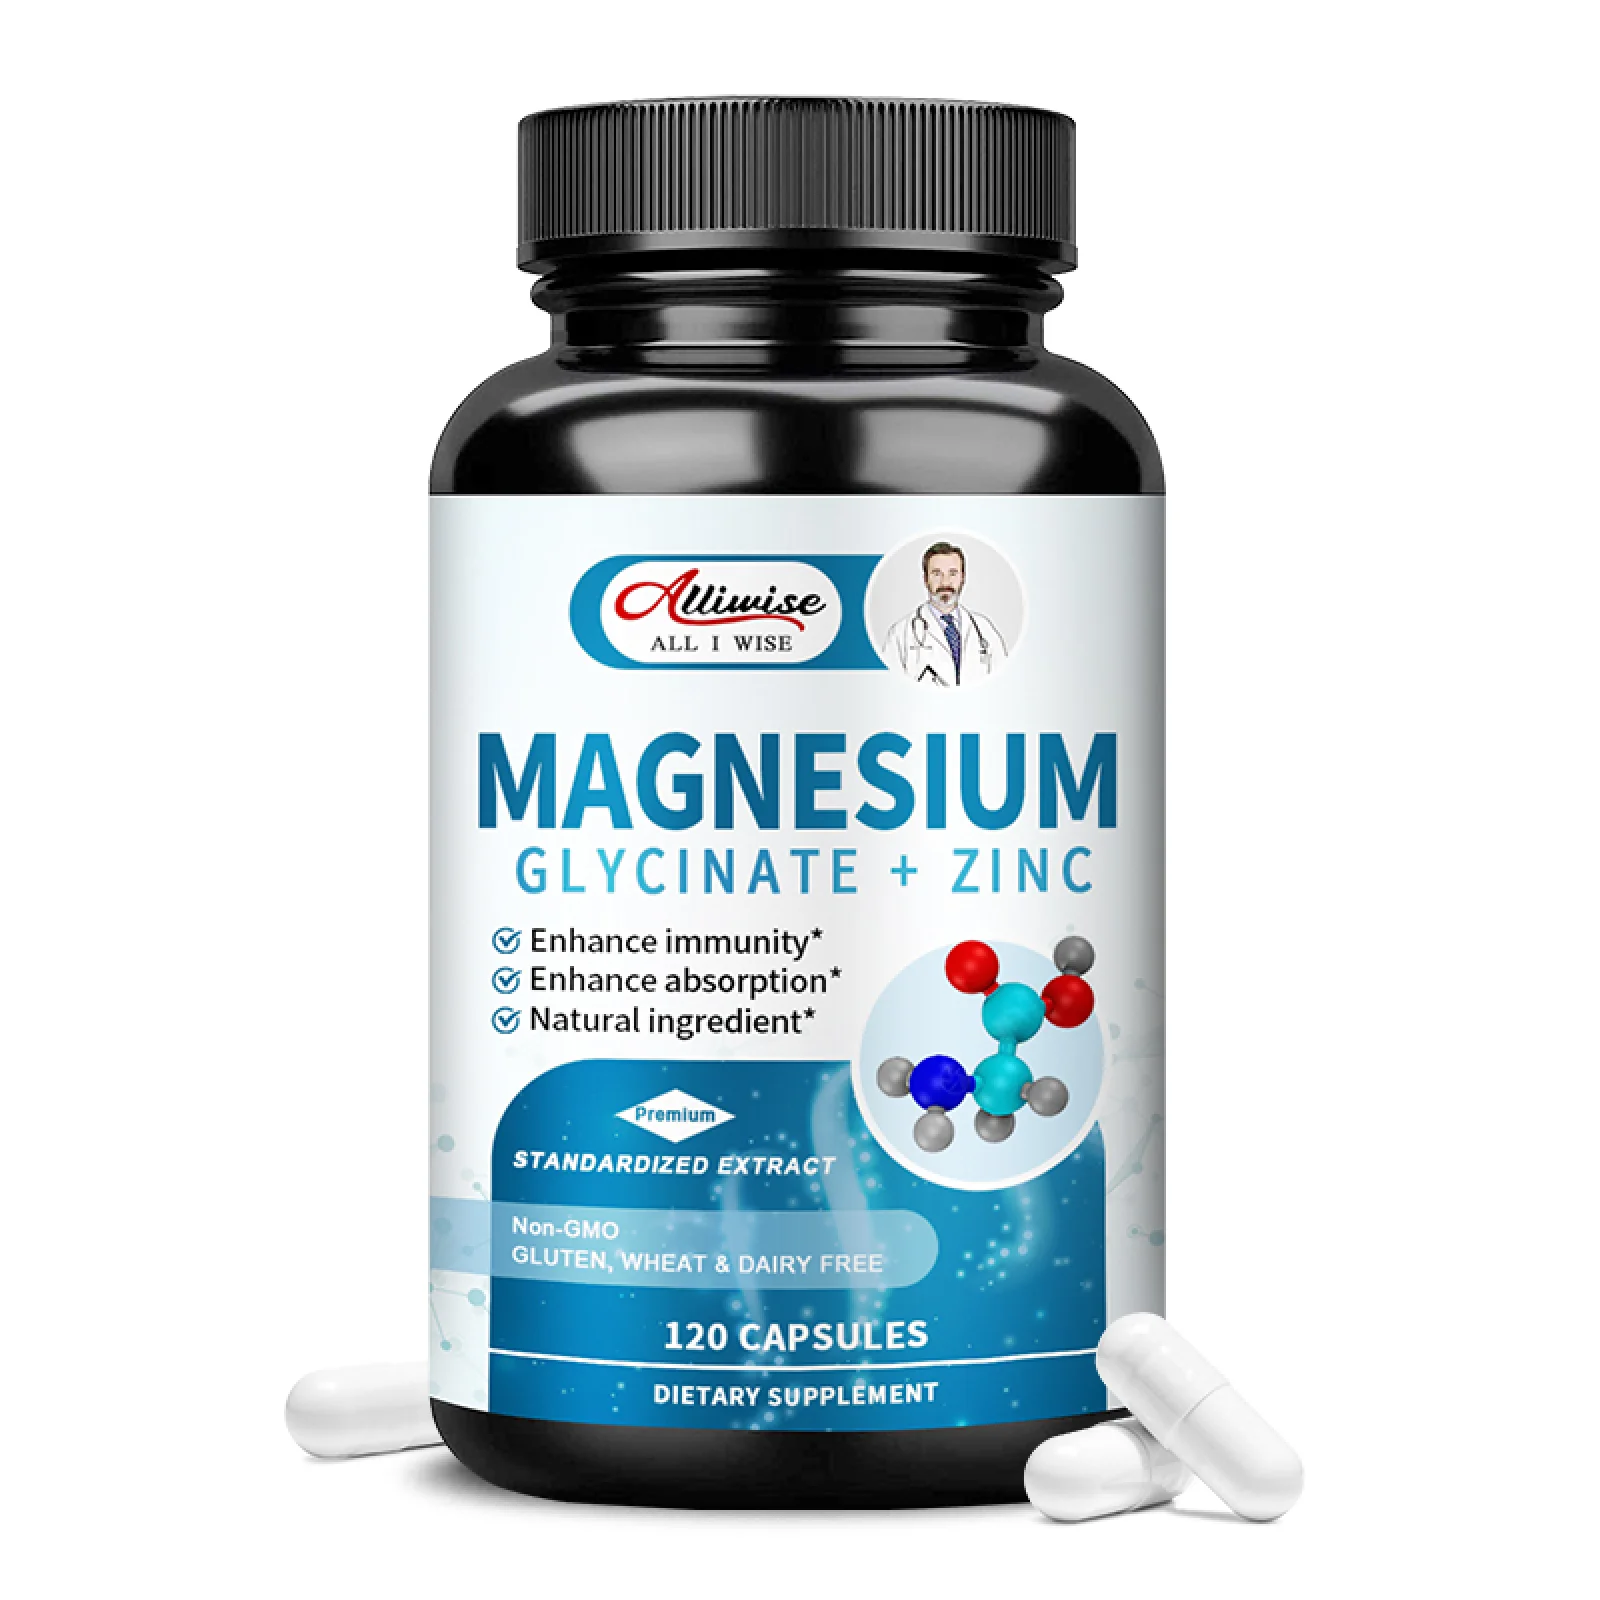 Alliwise
ALL I WISE
MAGNESIUM
GLYCINATE + ZINC
Enhance immunity*
Enhance absorption*
Natural ingredient*
Premium
STANDARDIZED EXTRACT
Non-GMO
GLUTEN, WHEAT & DAIRY FREE
120 CAPSULES
DIETARY SUPPLEMENT